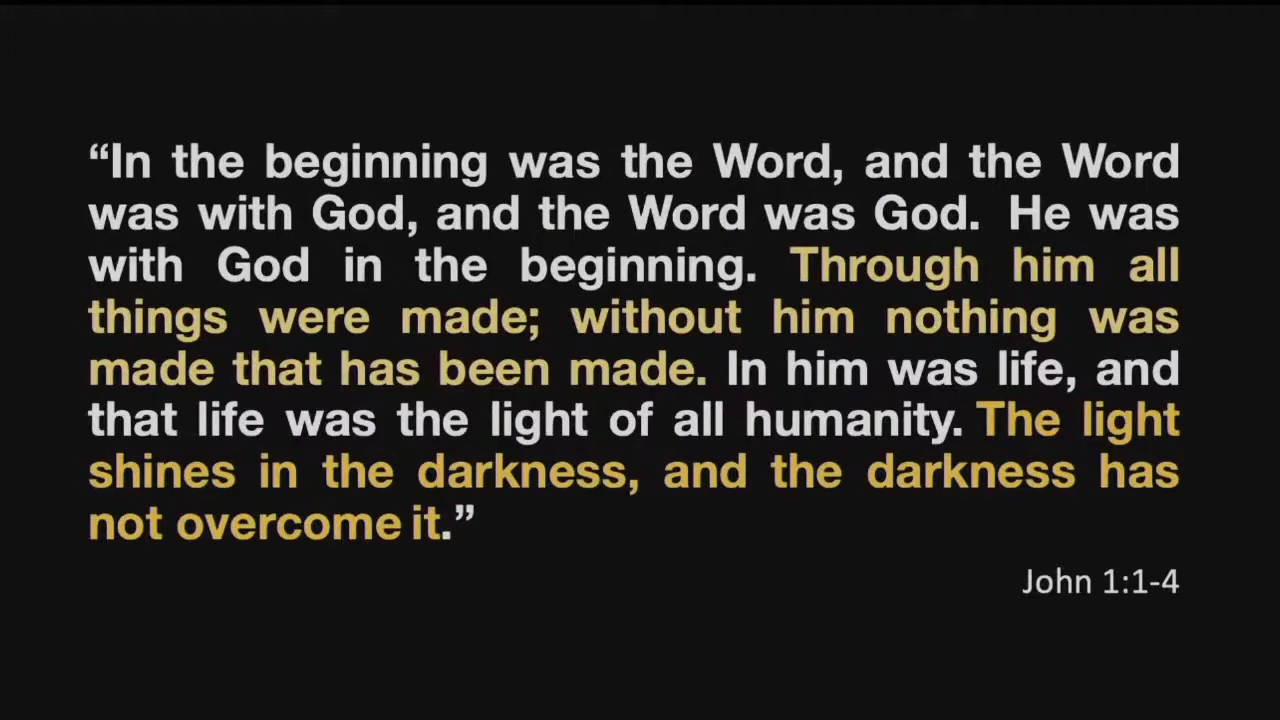 “In the beginning was the Word, and the Word
was with God, and the Word was God. He was
with God in the beginning. Through him all
things were made; without him nothing was
made that has been made. In him was life, and
that life was the light of all humanity. The light
shines in the darkness, and the darkness has
not overcome it.”
John 1:1-4